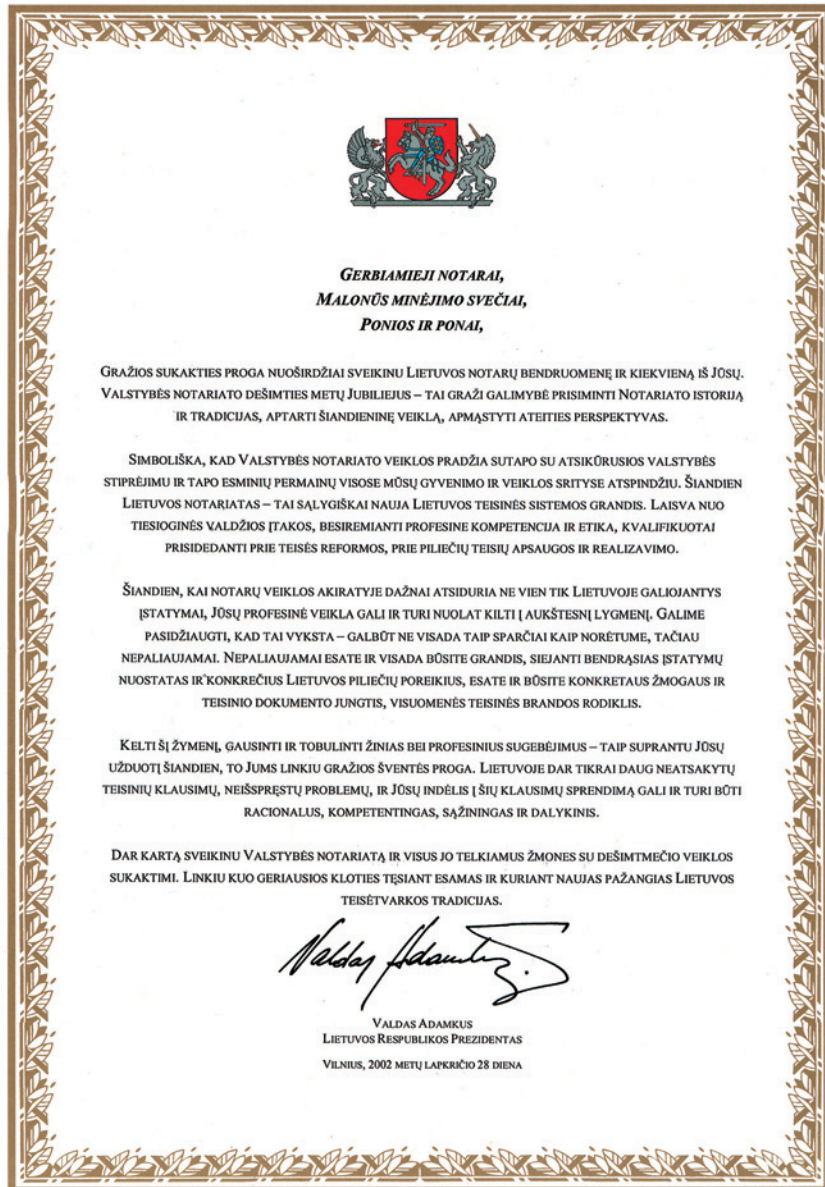 GERBIAMIEJI NOTARAI,
MALONŪS MINĖJIMO SVEČIAI,
PONIOS IR PONAI,
GRAŽIOS SUKAKTIES PROGA NUOŠIRDŽIAI SVEIKINU LIETUVOS NOTARŲ BENDRUOMENĘ IR KIEKVIENĄ IŠ JŪSŲ.
VALSTYBĖS NOTARIATO DEŠIMTIES METŲ JUBILIEJUS – TAI GRAŽI GALIMYBĖ PRISIMINTI NOTARIATO ISTORIJĄ
IR TRADICIJAS, APTARTI ŠIANDIENINĘ VEIKLĄ, APMĄSTYTI ATEITIES PERSPEKTYVAS.
SIMBOLIŠKA, KAD VALSTYBĖS NOTARIATO VEIKLOS PRADŽIA SUTAPO SU ATSIKŪRUSIOS VALSTYBĖS
STIPRĖJIMU IR TAPO ESMINIŲ PERMAINŲ VISOSE MŪSŲ GYVENIMO IR VEIKLOS SRITYSE ATSPINDŽIU. ŠIANDIEN
LIETUVOS NOTARIATAS – TAI SĄLYGIŠKAI NAUJA LIETUVOS TEISINĖS SISTEMOS GRANDIS. LAISVA NUO
TIESIOGINĖS VALDŽIOS ĮTAKOS, BESIREMIANTI PROFESINE KOMPETENCIJA IR ETIKA, KVALIFIKUOTAI
PRISIDEDANTI PRIE TEISĖS REFORMOS, PRIE PILIEČIŲ TEISIŲ APSAUGOS IR REALIZAVIMO.
ŠIANDIEN, KAI NOTARŲ VEIKLOS AKIRATYJE DAŽNAI ATSIDURIA NE VIEN TIK LIETUVOJE GALIOJANTYS
ĮSTATYMAI, JŪSŲ PROFESINĖ VEIKLA GALI IR TURI NUOLAT KILTI Į AUKŠTESNĮ LYGMENĮ. GALIME
PASIDŽIAUGTI, KAD TAI VYKSTA – GALBŪT NE VISADA TAIP SPARČIAI KAIP NORĖTUME, TAČIAU
NEPALIAUJAMAI. NEPALIAUJAMAI ESATE IR VISADA BŪSITE GRANDIS, SIEJANTI BENDRĄSIAS ĮSTATYMŲ
NUOSTATAS IR KONKREČIUS LIETUVOS PILIEČIŲ POREIKIUS, ESATE IR BŪSITE KONKRETAUS ŽMOGAUS IR
TEISINIO DOKUMENTO JUNGTIS, VISUOMENĖS TEISINĖS BRANDOS RODIKLIS.
KELTI ŠĮ ŽYMENĮ, GAUSINTI IR TOBULINTI ŽINIAS BEI PROFESINIUS SUGEBĖJIMUS – TAIP SUPRANTU JŪSŲ
UŽDUOTĮ ŠIANDIEN, TO JUMS LINKIU GRAŽIOS ŠVENTĖS PROGA. LIETUVOJE DAR TIKRAI DAUG NEATSAKYTŲ
TEISINIŲ KLAUSIMŲ, NEIŠSPRĘSTŲ PROBLEMŲ, IR JŪSŲ INDĖLIS Į ŠIŲ KLAUSIMŲ SPRENDIMĄ GALI IR TURI BŪTI
RACIONALUS, KOMPETENTINGAS, SĄŽININGAS IR DALYKINIS.
DAR KARTĄ SVEIKINU VALSTYBĖS NOTARIATĄ IR VISUS JO TELKIAMUS ŽMONES SU DEŠIMTMEČIO VEIKLOS
SUKAKTIMI. LINKIU KUO GERIAUSIOS KLOTIES TĘSIANT ESAMAS IR KURIANT NAUJAS PAŽANGIAS LIETUVOS
TEISĖTVARKOS TRADICIJAS.
Valdas Adamkus
VALDAS ADAMKUS
LIETUVOS RESPUBLIKOS PREZIDENTAS
VILNIUS, 2002 METŲ LAPKRIČIO 28 DIENA